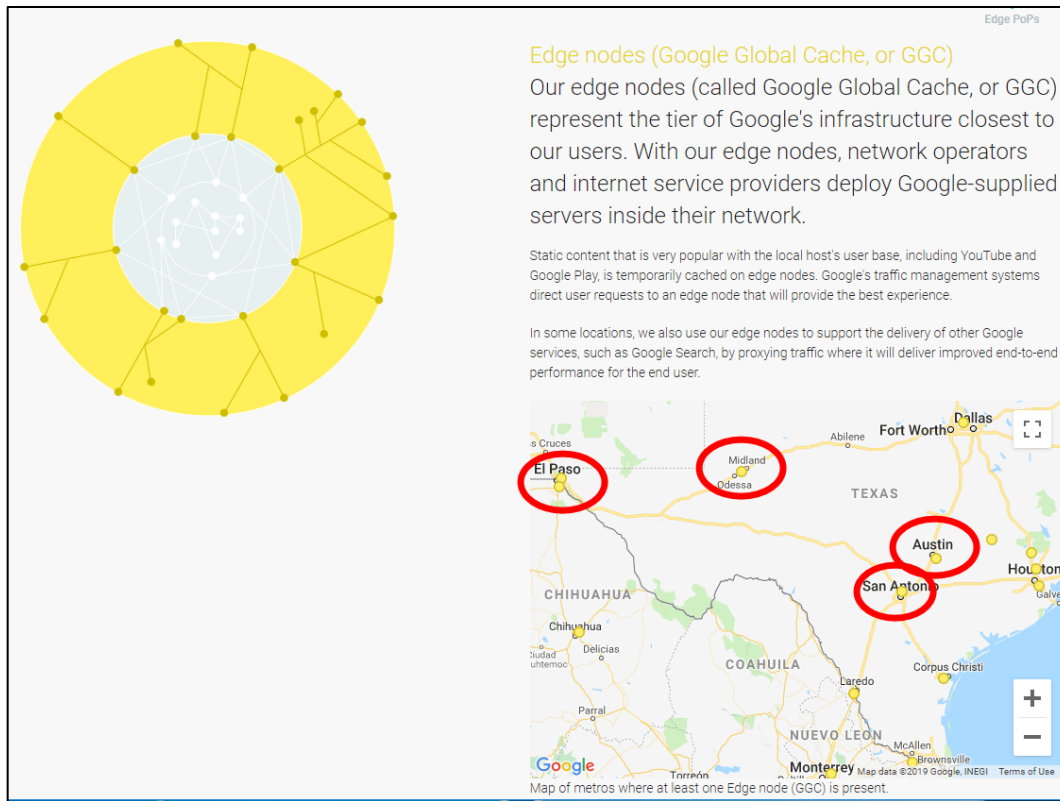 Edge PoPs
Edge nodes (Google Global Cache, or GGC)
Our edge nodes (called Google Global Cache, or GGC)
represent the tier of Google's infrastructure closest to
our users. With our edge nodes, network operators
and internet service providers deploy Google-supplied
servers inside their network.
Static content that is very popular with the local host's user base, including YouTube and
Google Play, is temporarily cached on edge nodes. Google's traffic management systems
direct user requests to an edge node that will provide the best experience.
In some locations, we also use our edge nodes to support the delivery of other Google
services, such as Google Search, by proxying traffic where it will deliver improved end-to-end
performance for the end user.
Dallas
Fort Worth
Abilene
s Cruces
El Paso
Midland
Odessa
TEXAS
Austin
San Antonio
Houston
Galve
CHIHUAHUA
Chihuahua
Delicias
Ciudad
uhtemoc
COAHUILA
Corpus Christi
Laredo
Parral
NUEVO LEON
McAllen
Brownsville
Monterrey
Torreón
Google
Map data ©2019 Google, INEGI
Terms of Use
Map of metros where at least one Edge node (GGC) is present.